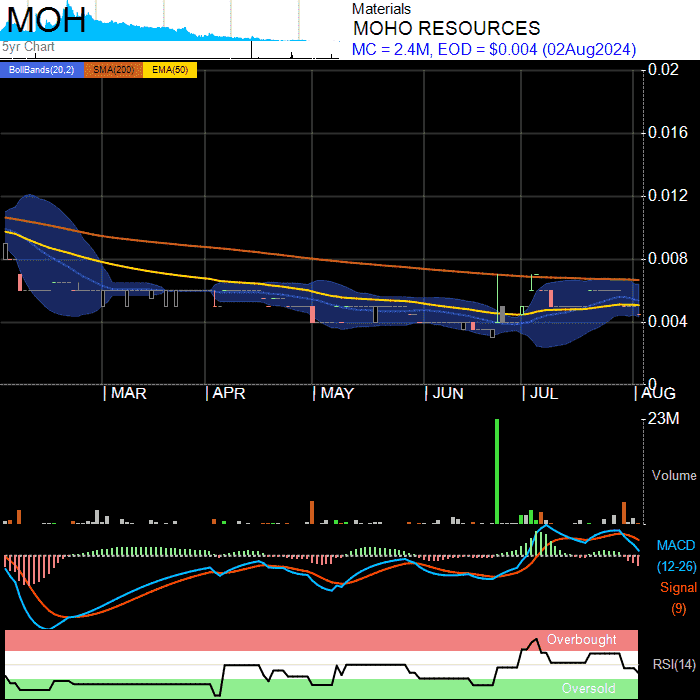 MOH
5yr Chart
Materials
MOHO RESOURCES
MC = 2.4M, EOD = $0.004 (02Aug2024)
BollBands(20,2) SMA(200) EMA(50)
0.02
0.016
0.012
0.008
0.004
0
MAR APR MAY JUN JUL AUG
23M
Volume
MACD
(12-26)
Signal
(9)
Overbought
RSI(14)
Oversold